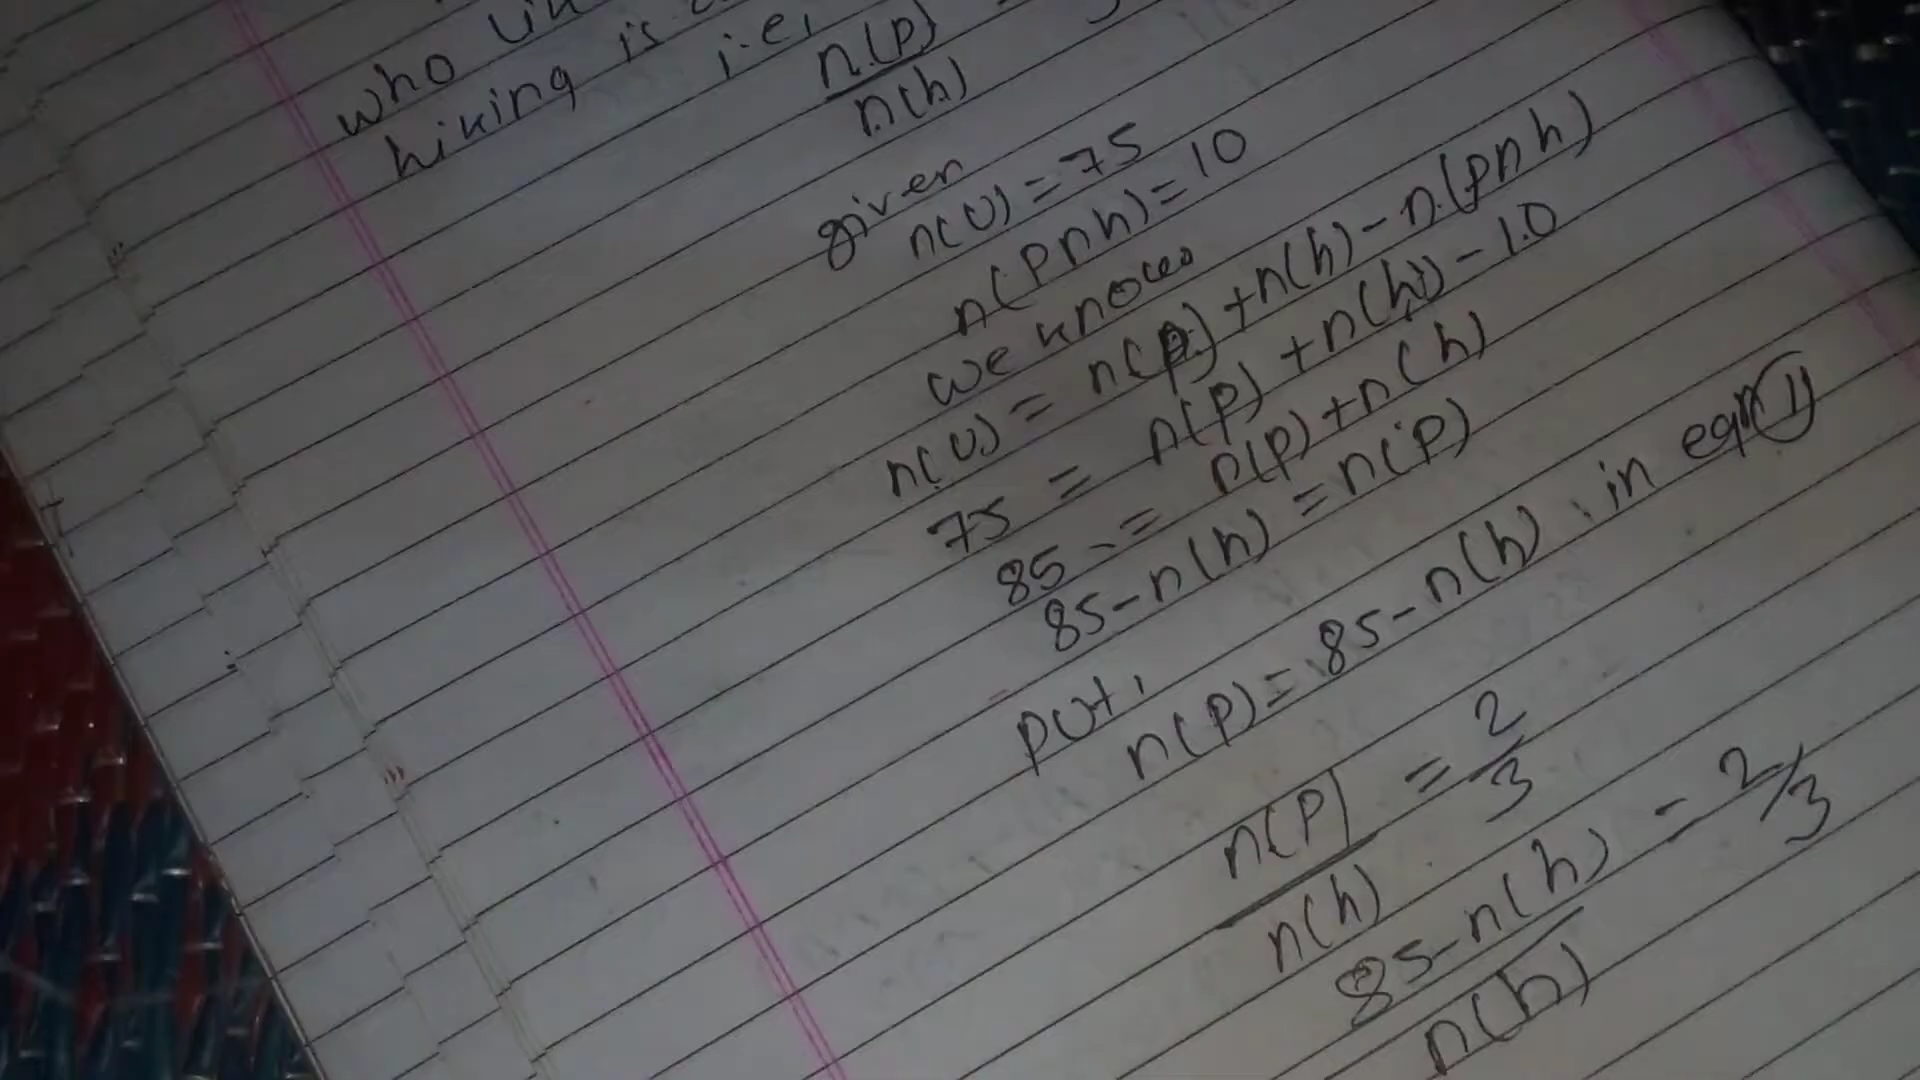 who
hiking is
i.e, n(p)
n(h)
given
n(U) = 75
n(p∩h) = 10
we know
n(U) = n(p) + n(h) - n(p∩h)
75 = n(p) + n(h) - 10
85 = n(p) + n(h)
85 - n(h) = n(p)
put, n(p) = 85 - n(h) in eqn (1)
n(p) = 2
n(h) 3
85 - n(h) = 2/3
n(h)